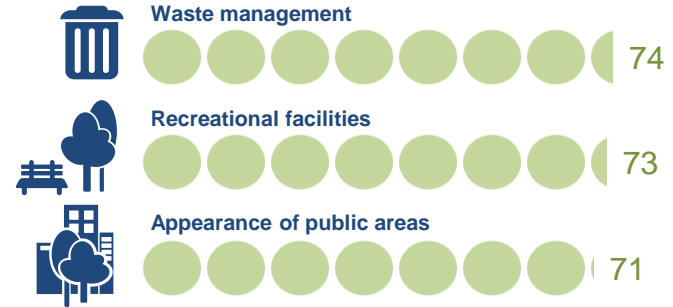 Waste management
74
Recreational facilities
73
Appearance of public areas
71